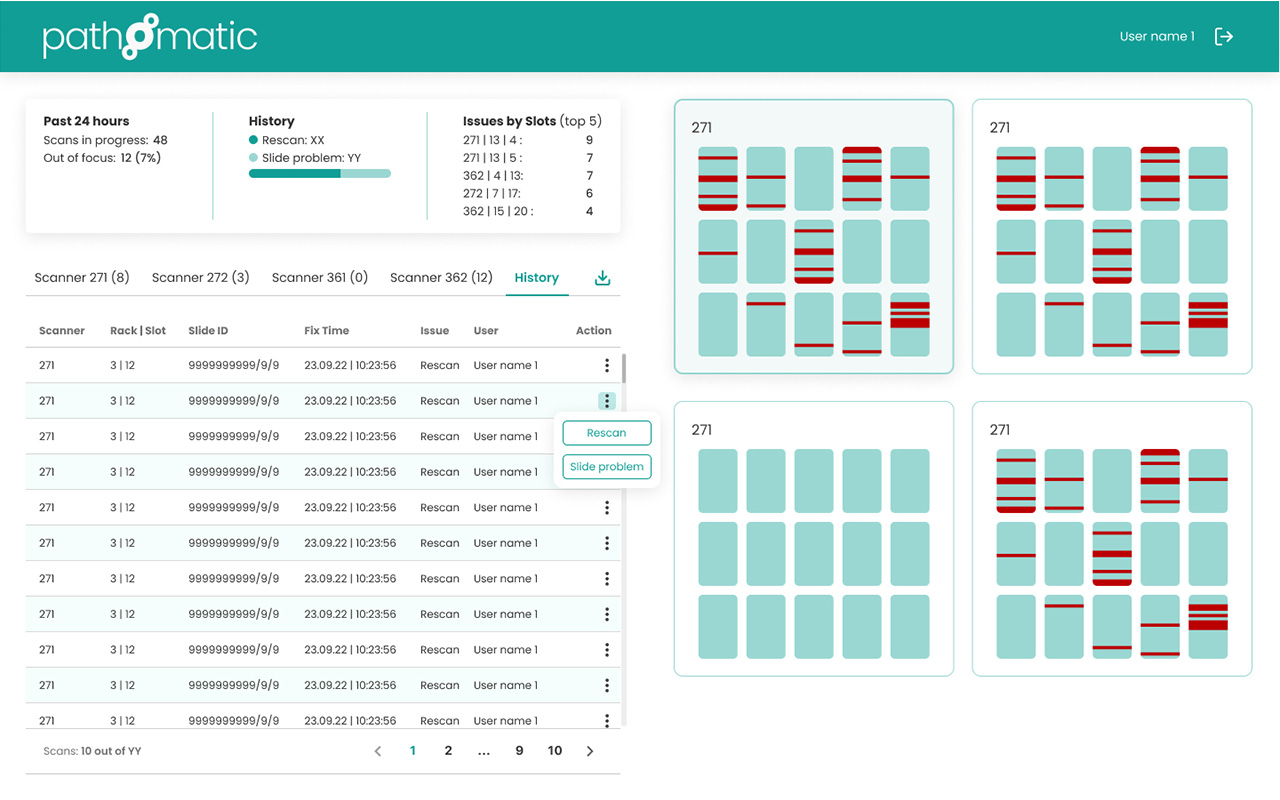 pathomatic
User name 1
Past 24 hours
Scans in progress: 48
Out of focus: 12 (7%)
History
Rescan: XX
Slide problem: YY
Issues by Slots (top 5)
271 | 13 | 4 : 9
271 | 13 | 5 : 7
362 | 4 | 13: 7
272 | 7 | 17: 6
362 | 15 | 20 : 4
Scanner 271 (8) Scanner 272 (3) Scanner 361 (0) Scanner 362 (12) History
Scanner Rack | Slot Slide ID Fix Time Issue User Action
271 3 | 12 9999999999/9/9 23.09.22 | 10:23:56 Rescan User name 1
271 3 | 12 9999999999/9/9 23.09.22 | 10:23:56 Rescan User name 1
271 3 | 12 9999999999/9/9 23.09.22 | 10:23:56 Rescan User name 1
Rescan
271 3 | 12 9999999999/9/9 23.09.22 | 10:23:56 Rescan User name 1
Slide problem
271 3 | 12 9999999999/9/9 23.09.22 | 10:23:56 Rescan User name 1
271 3 | 12 9999999999/9/9 23.09.22 | 10:23:56 Rescan User name 1
271 3 | 12 9999999999/9/9 23.09.22 | 10:23:56 Rescan User name 1
271 3 | 12 9999999999/9/9 23.09.22 | 10:23:56 Rescan User name 1
271 3 | 12 9999999999/9/9 23.09.22 | 10:23:56 Rescan User name 1
271 3 | 12 9999999999/9/9 23.09.22 | 10:23:56 Rescan User name 1
271 3 | 12 9999999999/9/9 23.09.22 | 10:23:56 Rescan User name 1
Scans: 10 out of YY
1 2 ... 9 10
271
271
271
271